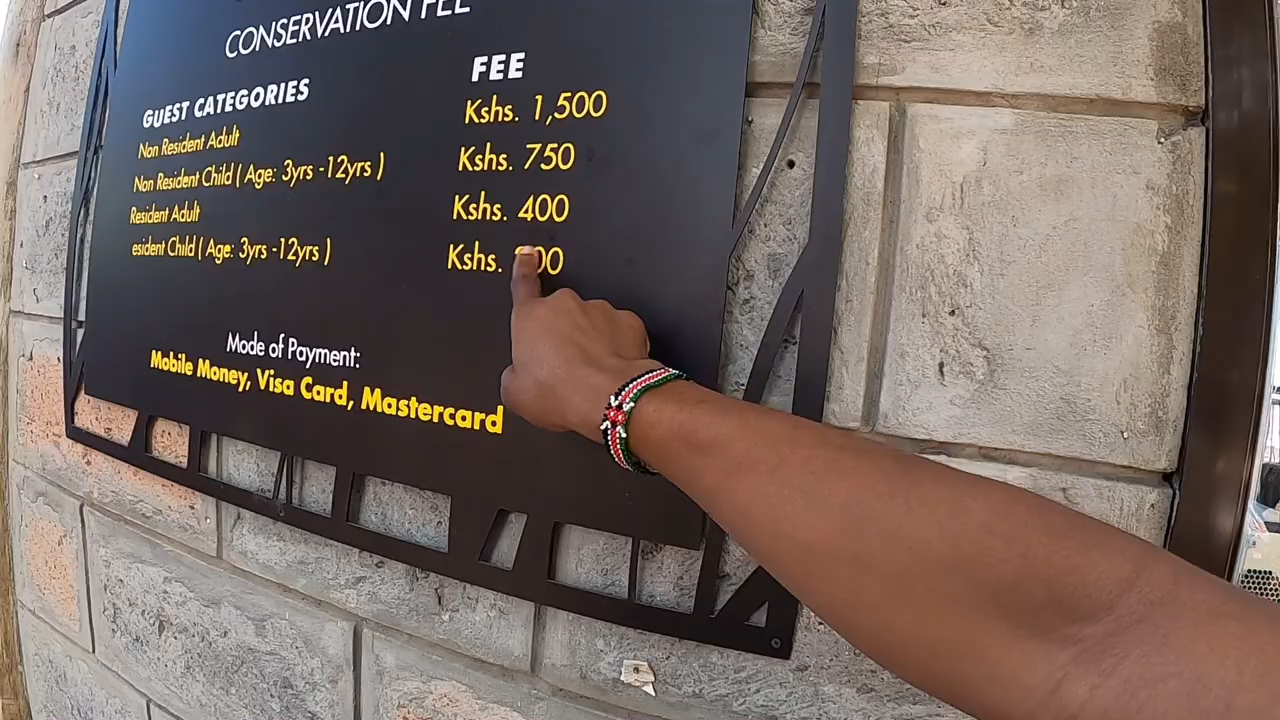 CONSERVATION FEE
GUEST CATEGORIES FEE
Non Resident Adult Kshs. 1,500
Non Resident Child ( Age: 3yrs -12yrs ) Kshs. 750
Resident Adult Kshs. 400
esident Child ( Age: 3yrs -12yrs ) Kshs.
Mode of Payment:
Mobile Money, Visa Card, Mastercard